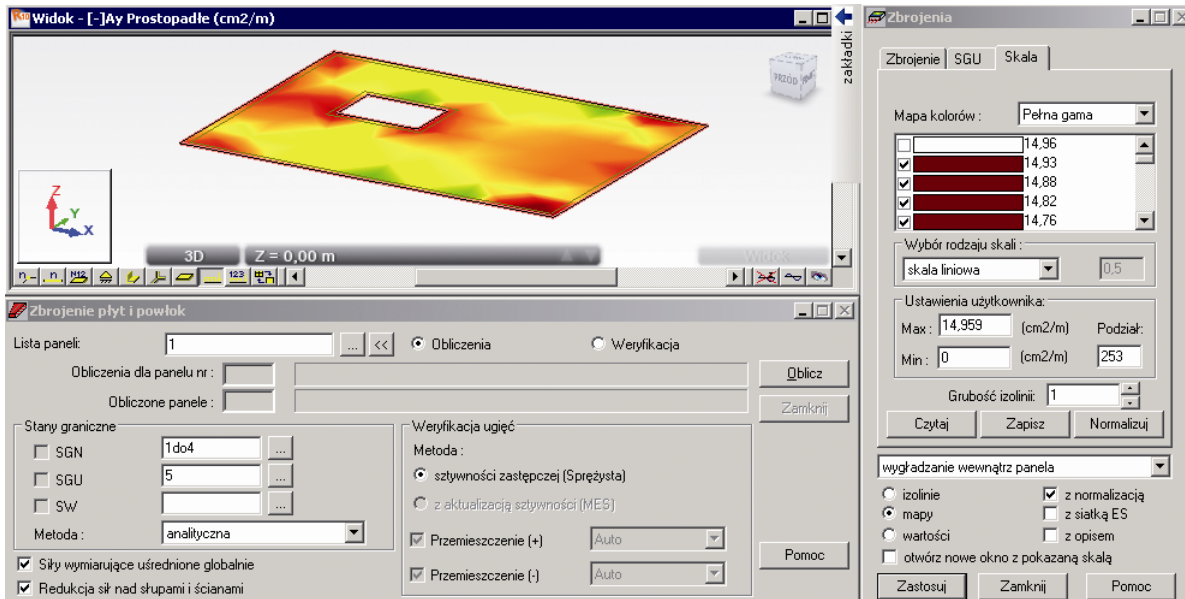 Widok - [-]Ay Prostopadłe (cm2/m)
zakładki
PRZÓD
Z
Y
X
3D Z = 0,00 m Widok
Zbrojenie płyt i powłok
Lista paneli: 1 ... << Obliczenia Weryfikacja
Obliczenia dla panelu nr : Oblicz
Obliczone panele : Zamknij
Stany graniczne
SGN 1do4 ...
SGU 5 ...
SW ...
Metoda : analityczna
Siły wymiarujące uśrednione globalnie
Redukcja sił nad słupami i ścianami
Weryfikacja ugięć
Metoda :
sztywności zastępczej (Sprężysta)
z aktualizacją sztywności (MES)
Przemieszczenie (+) Auto
Przemieszczenie (-) Auto
Pomoc
Zbrojenia
Zbrojenie SGU Skala
Mapa kolorów : Pełna gama
14,96
14,93
14,88
14,82
14,76
Wybór rodzaju skali :
skala liniowa 0,5
Ustawienia użytkownika:
Max : 14,959 (cm2/m) Podział:
Min : 0 (cm2/m) 253
Grubość izolinii: 1
Czytaj Zapisz Normalizuj
wygładzanie wewnątrz panela
izolinie z normalizacją
mapy z siatką ES
wartości z opisem
otwórz nowe okno z pokazaną skalą
Zastosuj Zamknij Pomoc